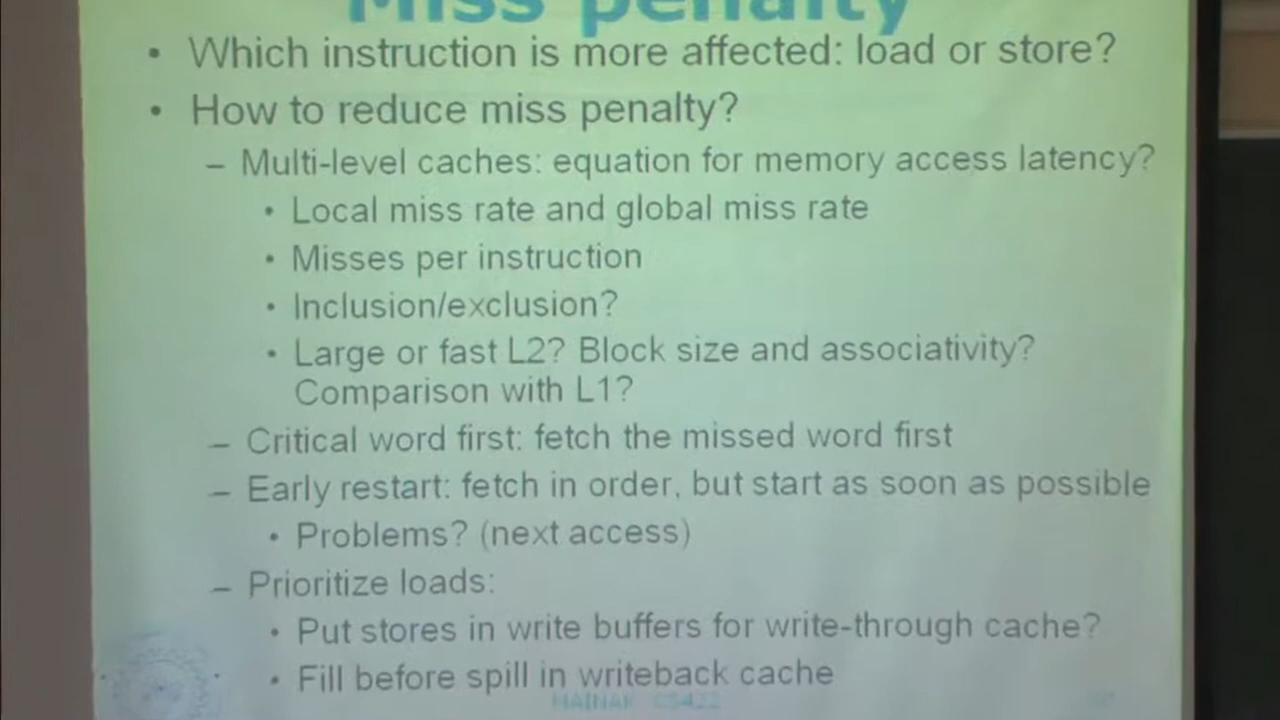 Miss penalty
• Which instruction is more affected: load or store?
• How to reduce miss penalty?
– Multi-level caches: equation for memory access latency?
• Local miss rate and global miss rate
• Misses per instruction
• Inclusion/exclusion?
• Large or fast L2? Block size and associativity?
Comparison with L1?
– Critical word first: fetch the missed word first
– Early restart: fetch in order, but start as soon as possible
• Problems? (next access)
– Prioritize loads:
• Put stores in write buffers for write-through cache?
• Fill before spill in writeback cache
MAINAK CS422